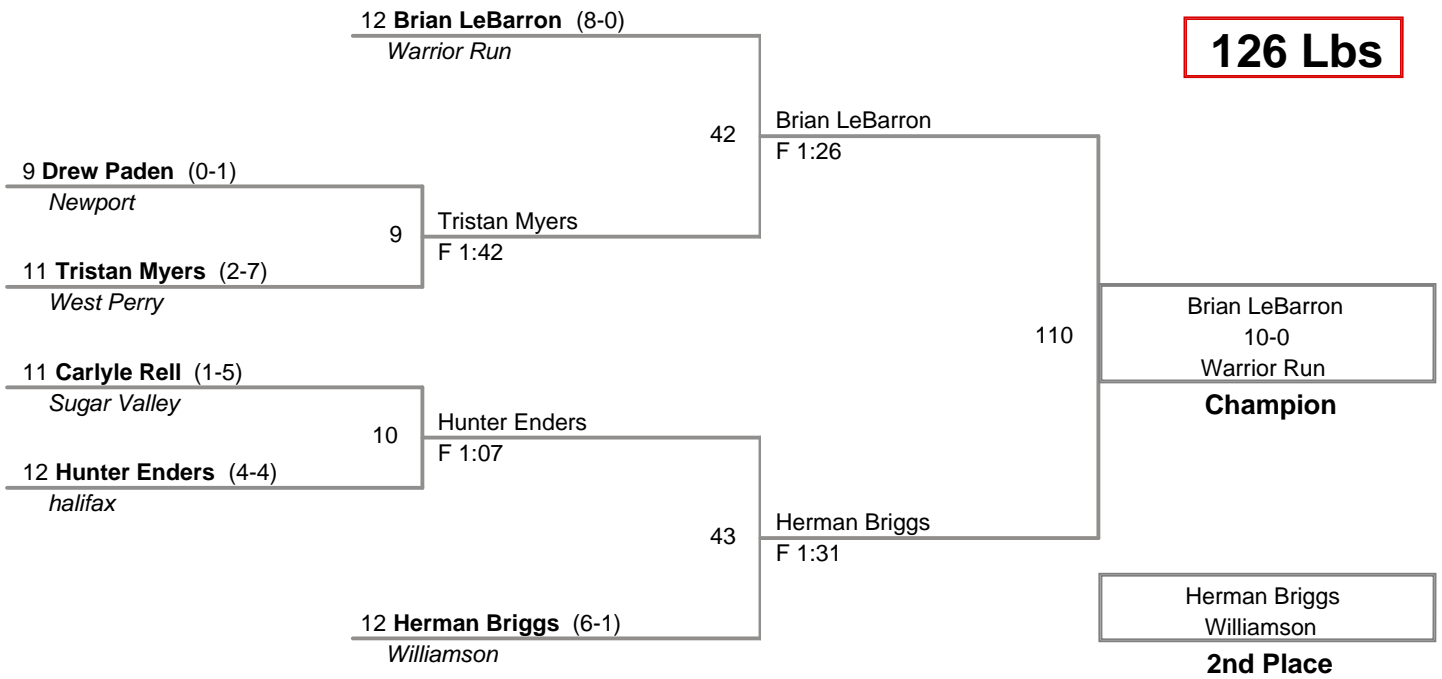 12 Brian LeBarron (8-0)
Warrior Run
126 Lbs
42
Brian LeBarron
F 1:26
9 Drew Paden (0-1)
Newport
9
Tristan Myers
F 1:42
11 Tristan Myers (2-7)
West Perry
110
Brian LeBarron
10-0
Warrior Run
Champion
11 Carlyle Rell (1-5)
Sugar Valley
10
Hunter Enders
F 1:07
12 Hunter Enders (4-4)
halifax
43
Herman Briggs
F 1:31
12 Herman Briggs (6-1)
Williamson
Herman Briggs
Williamson
2nd Place